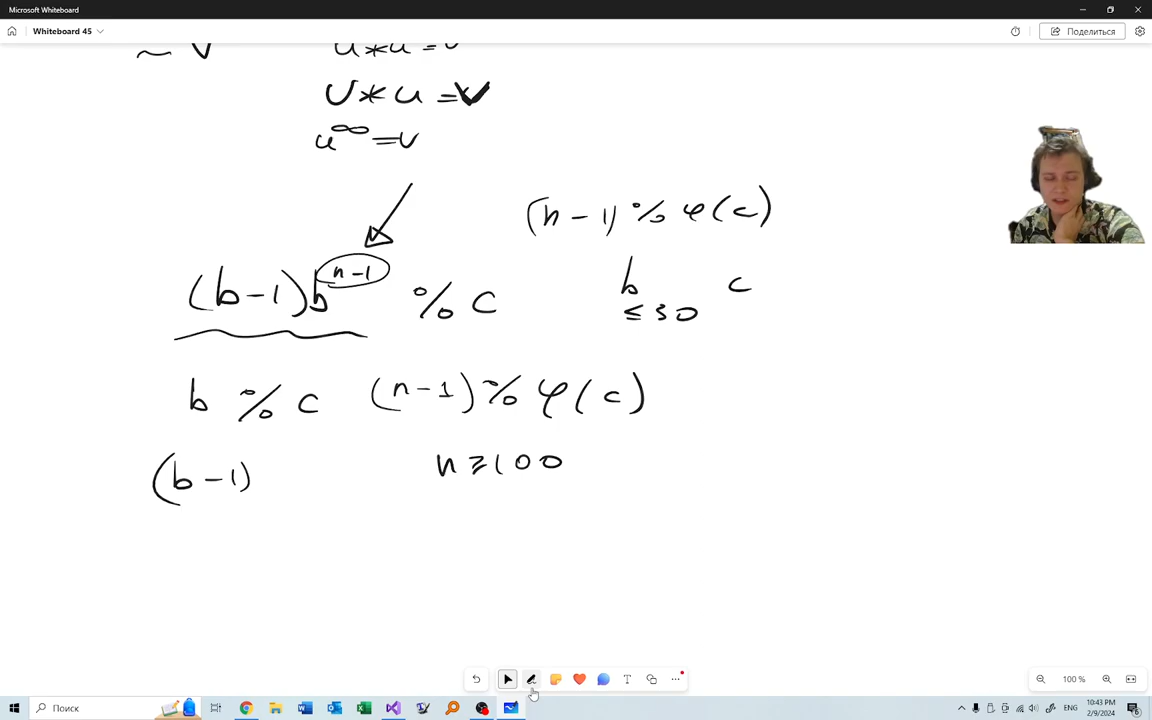 Microsoft Whiteboard
Whiteboard 45
Поделиться
~ V
u*u = v
U*u = v
u^∞ = v
(n-1) % φ(c)
(b-1)b^(n-1) % C
b c
≤ 30
b % c (n-1) % φ(c)
(b-1) n ≥ 100
100 %
Поиск
ENG
10:43 PM
2/9/2024
6